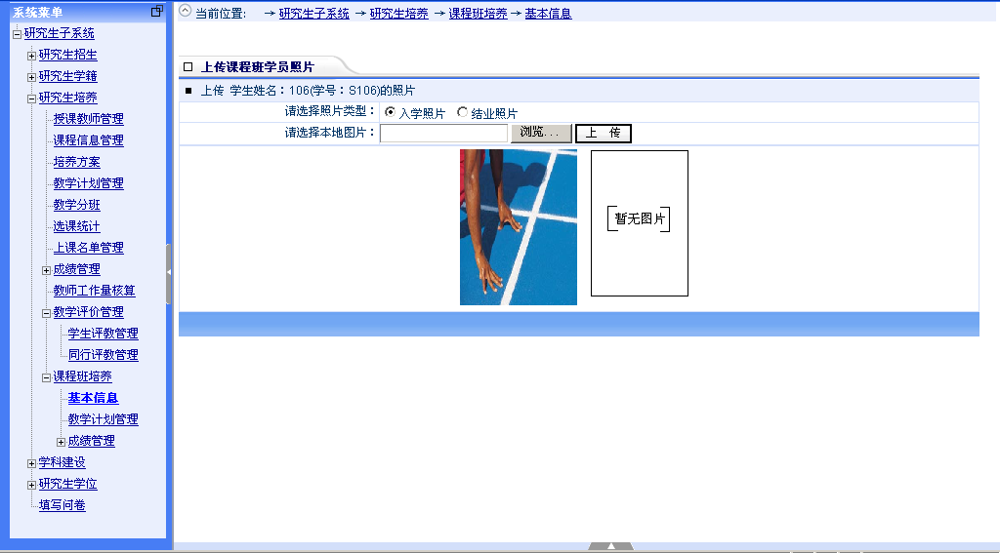 系统菜单
研究生子系统
研究生招生
研究生学籍
研究生培养
授课教师管理
课程信息管理
培养方案
教学计划管理
教学分班
选课统计
上课名单管理
成绩管理
教师工作量核算
教学评价管理
学生评教管理
同行评教管理
课程班培养
基本信息
教学计划管理
成绩管理
学科建设
研究生学位
填写问卷
当前位置: →研究生子系统 →研究生培养 →课程班培养→基本信息
上传课程班学员照片
上传 学生姓名：106(学号：S106)的照片
请选择照片类型： 入学照片 结业照片
请选择本地图片： 浏览... 上 传
暂无图片